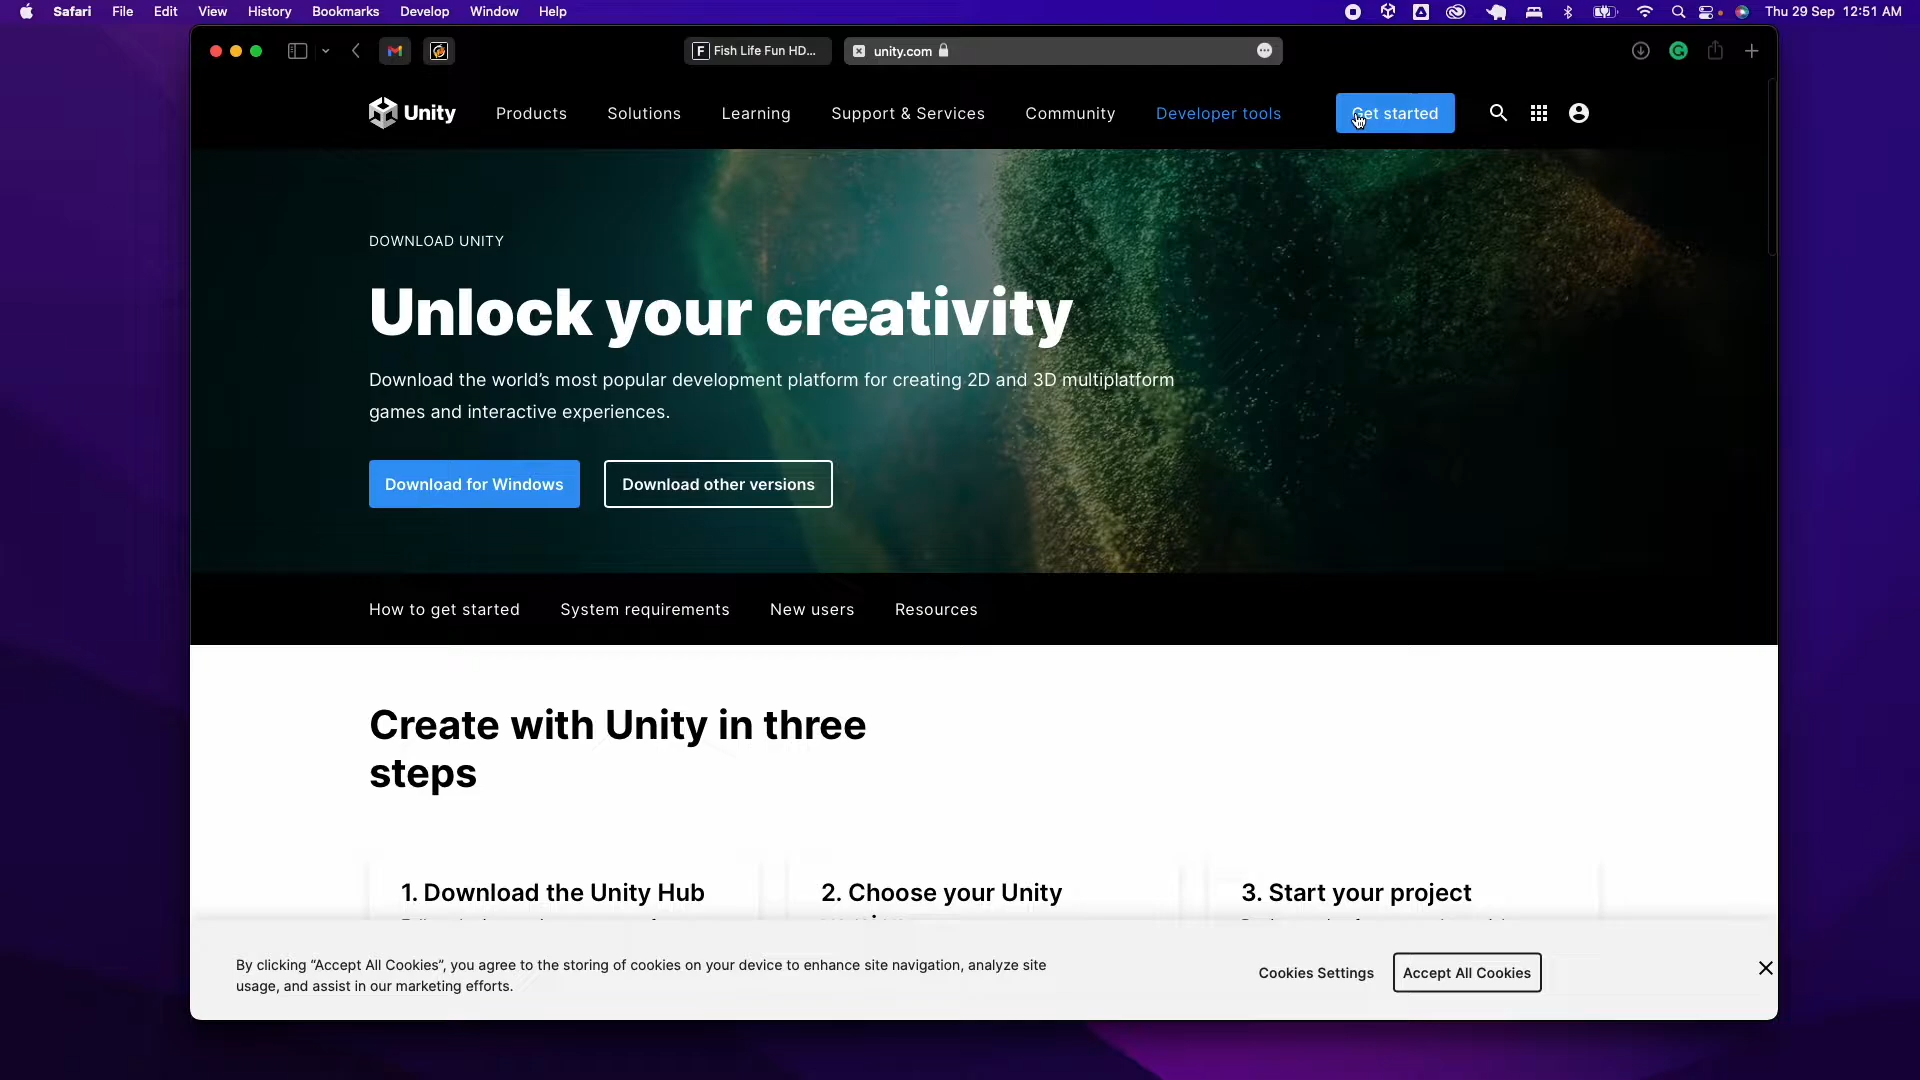 Safari File Edit View History Bookmarks Develop Window Help Thu 29 Sep 12:51 AM
F Fish Life Fun HD... unity.com
Unity Products Solutions Learning Support & Services Community Developer tools Get started
DOWNLOAD UNITY
Unlock your creativity
Download the world's most popular development platform for creating 2D and 3D multiplatform
games and interactive experiences.
Download for Windows Download other versions
How to get started System requirements New users Resources
Create with Unity in three
steps
1. Download the Unity Hub 2. Choose your Unity 3. Start your project
By clicking “Accept All Cookies”, you agree to the storing of cookies on your device to enhance site navigation, analyze site
usage, and assist in our marketing efforts.
Cookies Settings Accept All Cookies